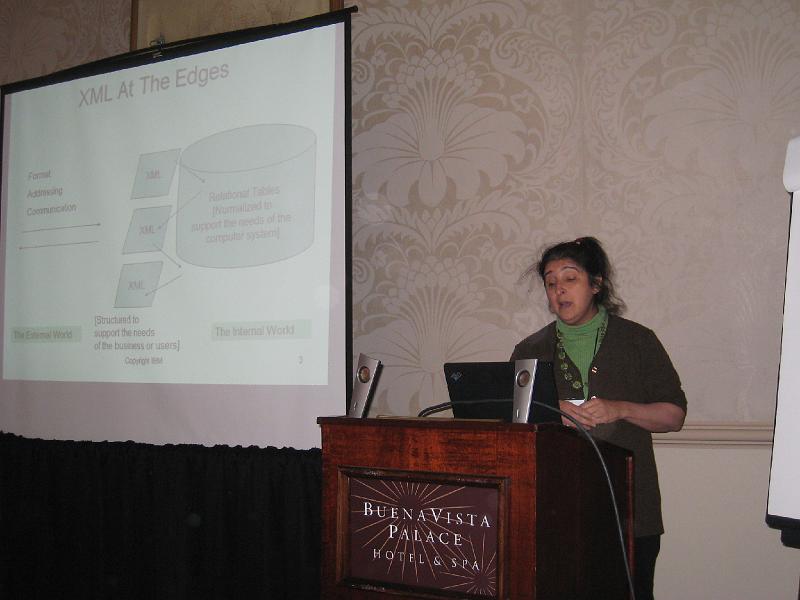 XML At The Edges
Format
Addressing
Communication
XML
XML
XML
Relational Tables
[Normalized to
support the needs of the
computer system]
The External World
[Structured to
support the needs
of the business or users]
The Internal World
Copyright IBM
3
BUENAVISTA
PALACE
HOTEL & SPA